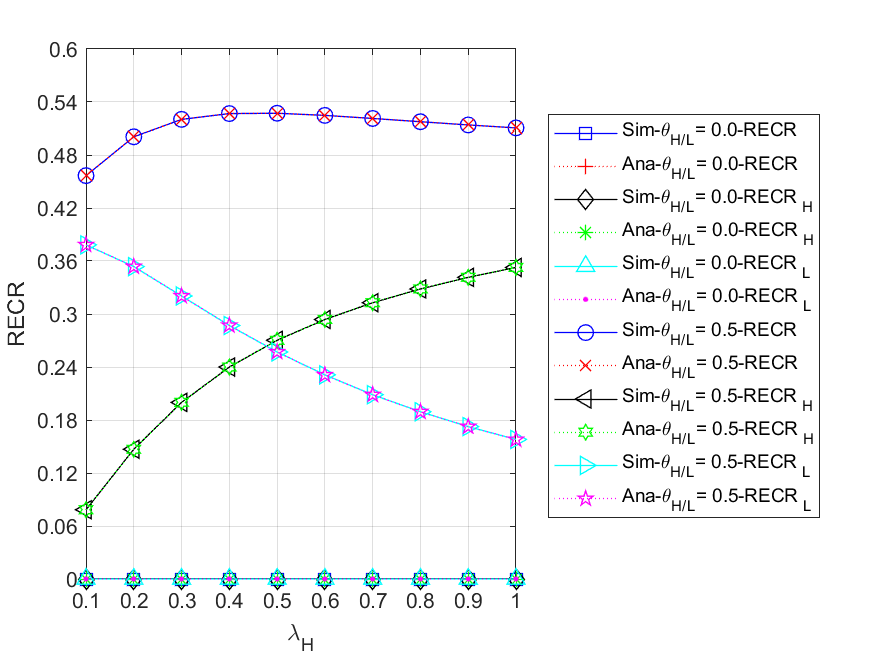 0.6
0.54
0.48
0.42
0.36
0.3
0.24
0.18
0.12
0.06
0
RECR
0.1 0.2 0.3 0.4 0.5 0.6 0.7 0.8 0.9 1
λH
Sim-θH/L= 0.0-RECR
Ana-θH/L= 0.0-RECR
Sim-θH/L= 0.0-RECR H
Ana-θH/L= 0.0-RECR H
Sim-θH/L= 0.0-RECR L
Ana-θH/L= 0.0-RECR L
Sim-θH/L= 0.5-RECR
Ana-θH/L= 0.5-RECR
Sim-θH/L= 0.5-RECR H
Ana-θH/L= 0.5-RECR H
Sim-θH/L= 0.5-RECR L
Ana-θH/L= 0.5-RECR L